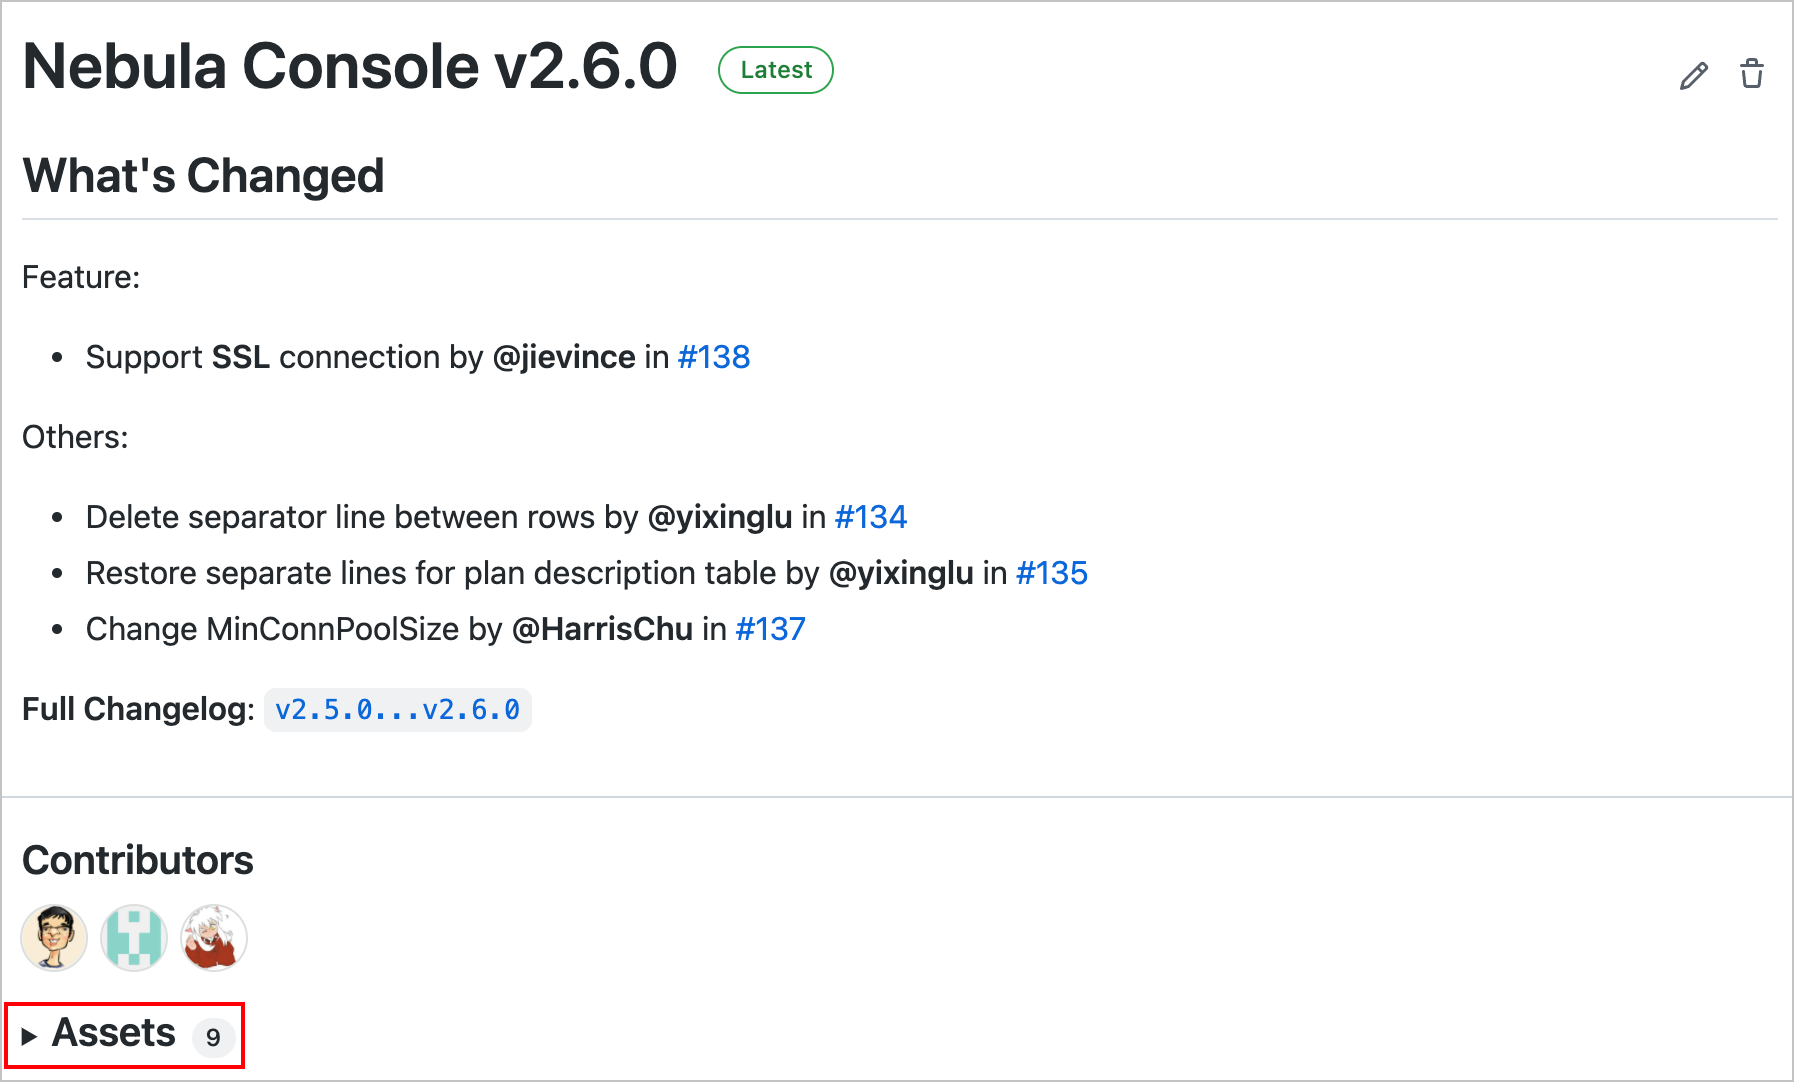 Nebula Console v2.6.0 Latest
What's Changed
Feature:
• Support SSL connection by @jievince in #138
Others:
• Delete separator line between rows by @yixinglu in #134
• Restore separate lines for plan description table by @yixinglu in #135
• Change MinConnPoolSize by @HarrisChu in #137
Full Changelog: v2.5.0...v2.6.0
Contributors
Assets 9